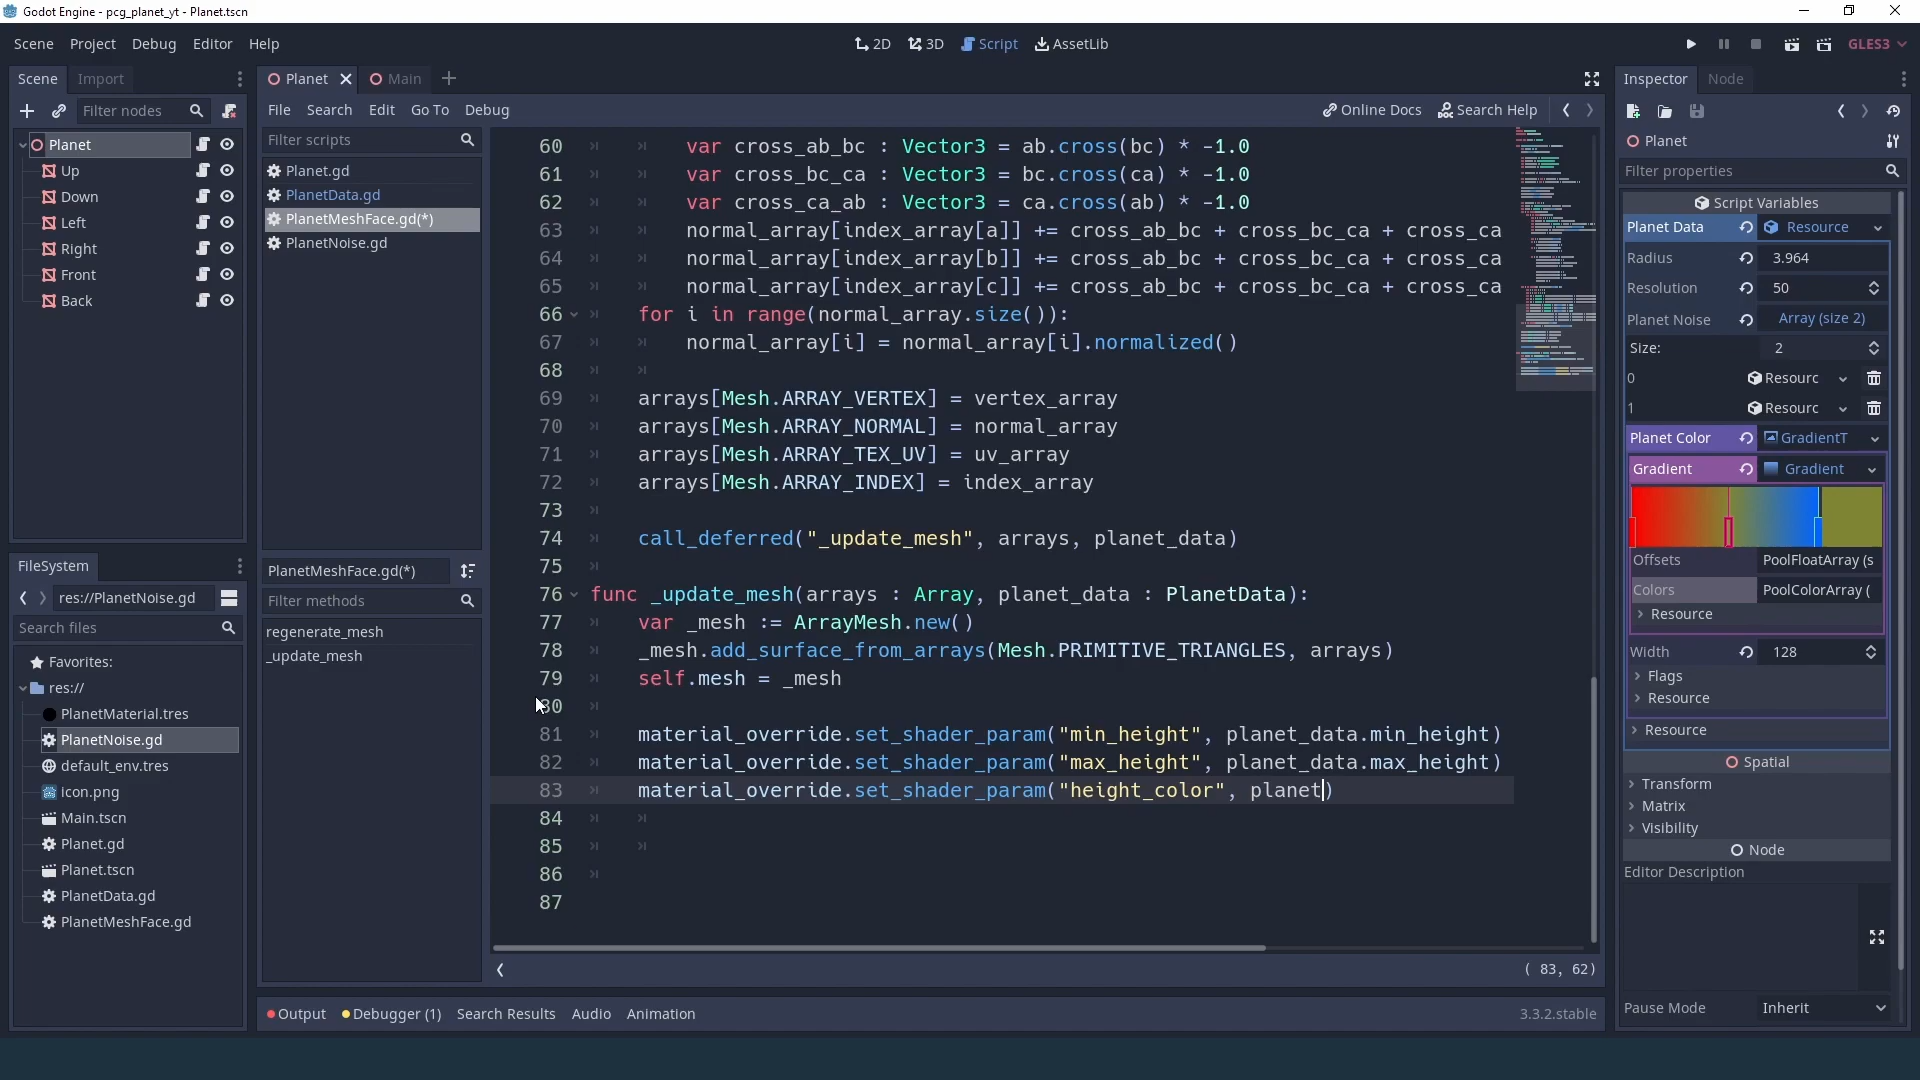 Godot Engine - pcg_planet_yt - Planet.tscn
Scene Project Debug Editor Help
2D 3D Script AssetLib
GLES3
Scene Import
Filter nodes
Planet
Up
Down
Left
Right
Front
Back
FileSystem
res://PlanetNoise.gd
Search files
Favorites:
res://
PlanetMaterial.tres
PlanetNoise.gd
default_env.tres
icon.png
Main.tscn
Planet.gd
Planet.tscn
PlanetData.gd
PlanetMeshFace.gd
Planet Main
File Search Edit Go To Debug
Online Docs Search Help
Filter scripts
Planet.gd
PlanetData.gd
PlanetMeshFace.gd(*)
PlanetNoise.gd
PlanetMeshFace.gd(*)
Filter methods
regenerate_mesh
_update_mesh
60 var cross_ab_bc : Vector3 = ab.cross(bc) * -1.0
61 var cross_bc_ca : Vector3 = bc.cross(ca) * -1.0
62 var cross_ca_ab : Vector3 = ca.cross(ab) * -1.0
63 normal_array[index_array[a]] += cross_ab_bc + cross_bc_ca + cross_ca
64 normal_array[index_array[b]] += cross_ab_bc + cross_bc_ca + cross_ca
65 normal_array[index_array[c]] += cross_ab_bc + cross_bc_ca + cross_ca
66 for i in range(normal_array.size()):
67 normal_array[i] = normal_array[i].normalized()
68
69 arrays[Mesh.ARRAY_VERTEX] = vertex_array
70 arrays[Mesh.ARRAY_NORMAL] = normal_array
71 arrays[Mesh.ARRAY_TEX_UV] = uv_array
72 arrays[Mesh.ARRAY_INDEX] = index_array
73
74 call_deferred("_update_mesh", arrays, planet_data)
75
76 func _update_mesh(arrays : Array, planet_data : PlanetData):
77 var _mesh := ArrayMesh.new()
78 _mesh.add_surface_from_arrays(Mesh.PRIMITIVE_TRIANGLES, arrays)
79 self.mesh = _mesh
80
81 material_override.set_shader_param("min_height", planet_data.min_height)
82 material_override.set_shader_param("max_height", planet_data.max_height)
83 material_override.set_shader_param("height_color", planet)
84
85
86
87
( 83, 62)
Output Debugger (1) Search Results Audio Animation
3.3.2.stable
Inspector Node
Planet
Filter properties
Script Variables
Planet Data Resource
Radius 3.964
Resolution 50
Planet Noise Array (size 2)
Size: 2
0 Resourc
1 Resourc
Planet Color GradientT
Gradient Gradient
Offsets PoolFloatArray (s
Colors PoolColorArray (
Resource
Width 128
Flags
Resource
Resource
Spatial
Transform
Matrix
Visibility
Node
Editor Description
Pause Mode Inherit